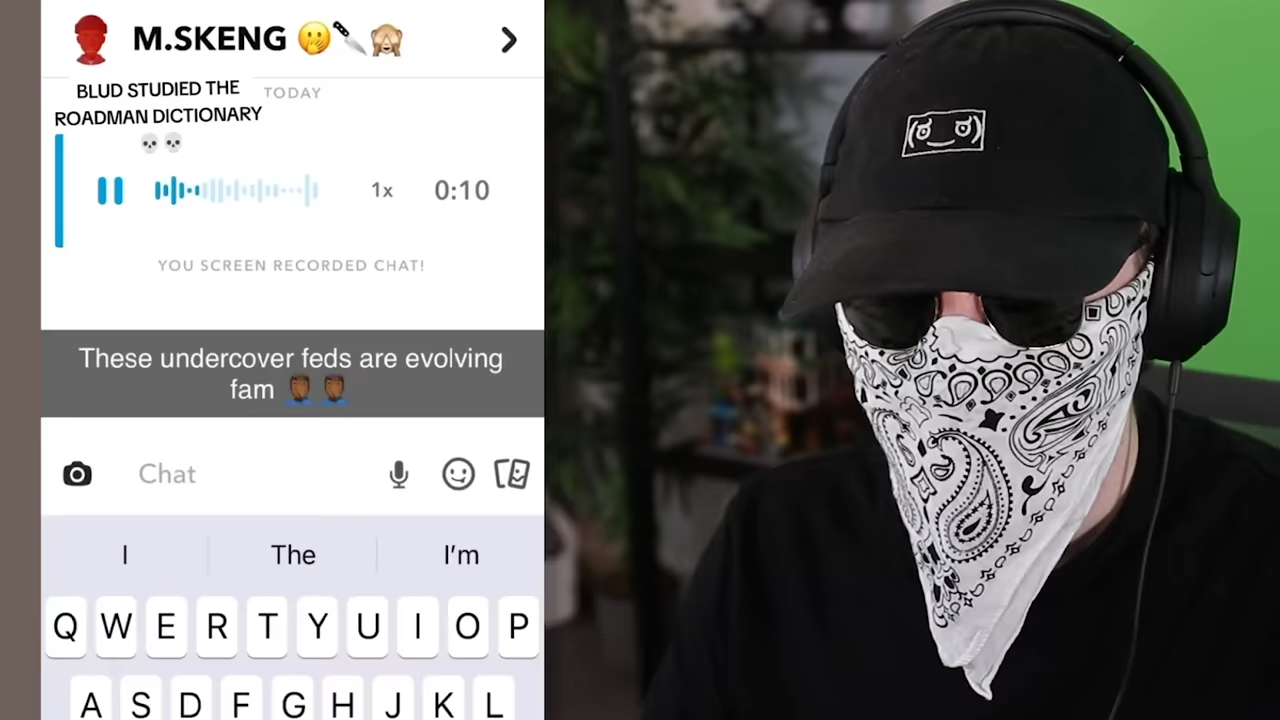 M.SKENG 🤭🔪🙈
BLUD STUDIED THE
TODAY
ROADMAN DICTIONARY
💀💀
1x 0:10
YOU SCREEN RECORDED CHAT!
These undercover feds are evolving
fam 🤦🏾‍♂️🤦🏾‍♂️
Chat
I The I’m
Q W E R T Y U I O P
A S D F G H J K L